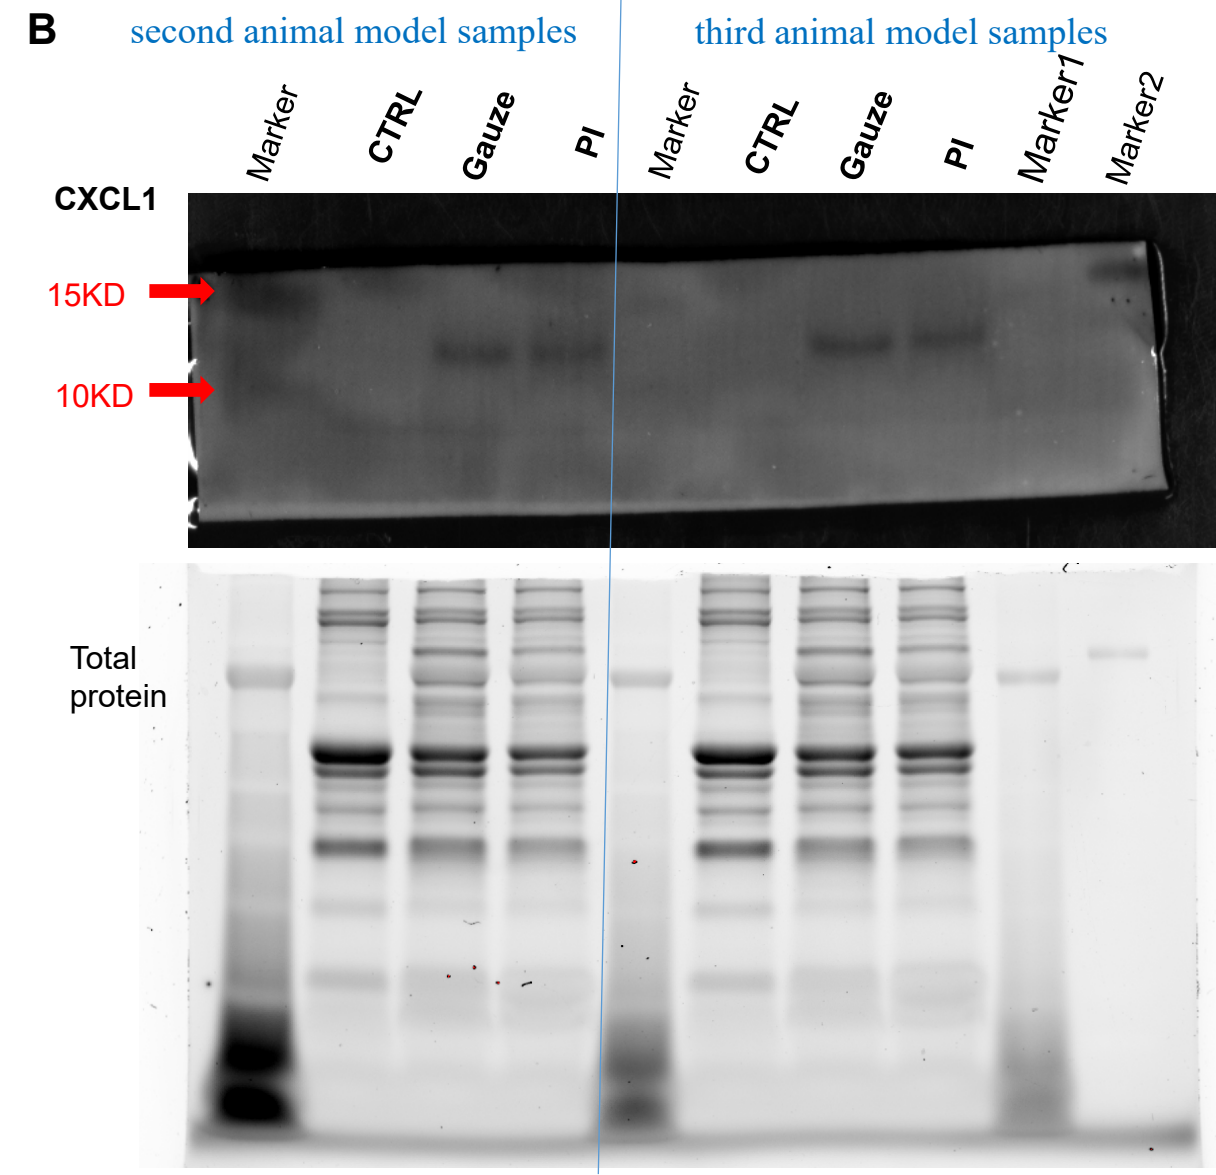 B
second animal model samples
third animal model samples
Marker
CTRL
Gauze
PI
Marker
CTRL
Gauze
PI
Marker1
Marker2
CXCL1
15KD
10KD
Total
protein